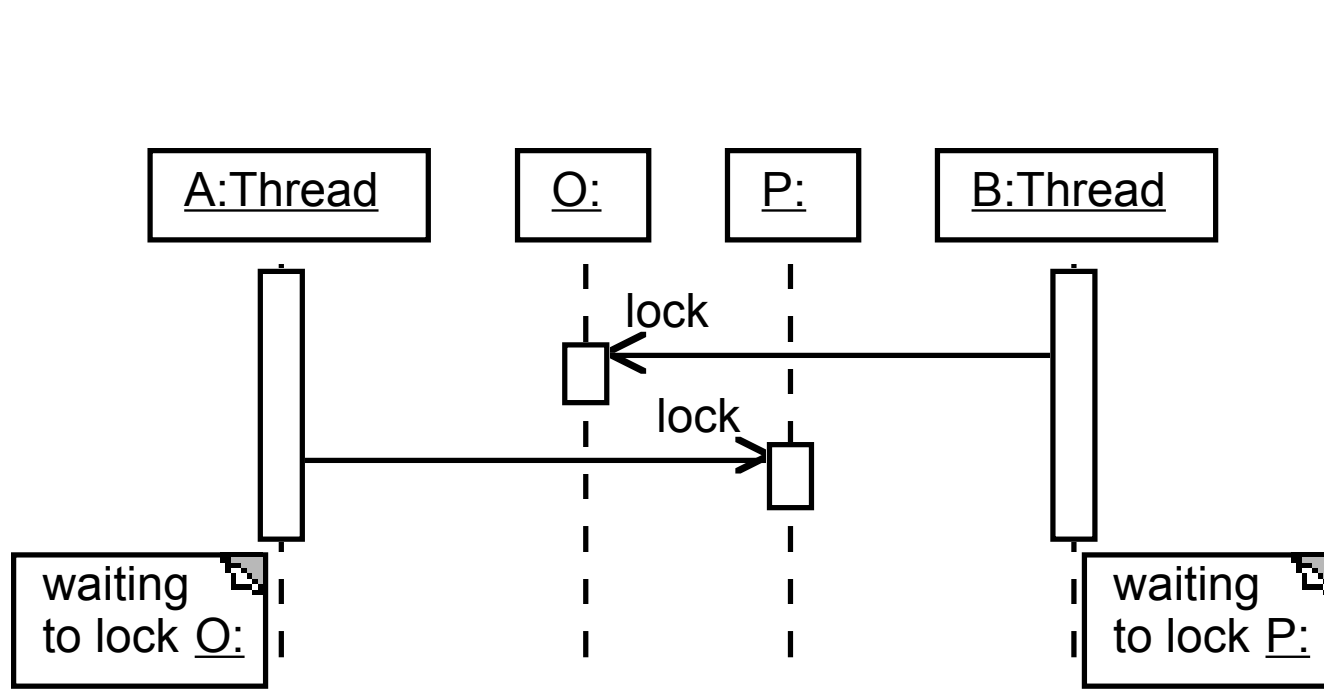 A:Thread
O:
P:
B:Thread
lock
lock
waiting
to lock O:
waiting
to lock P: